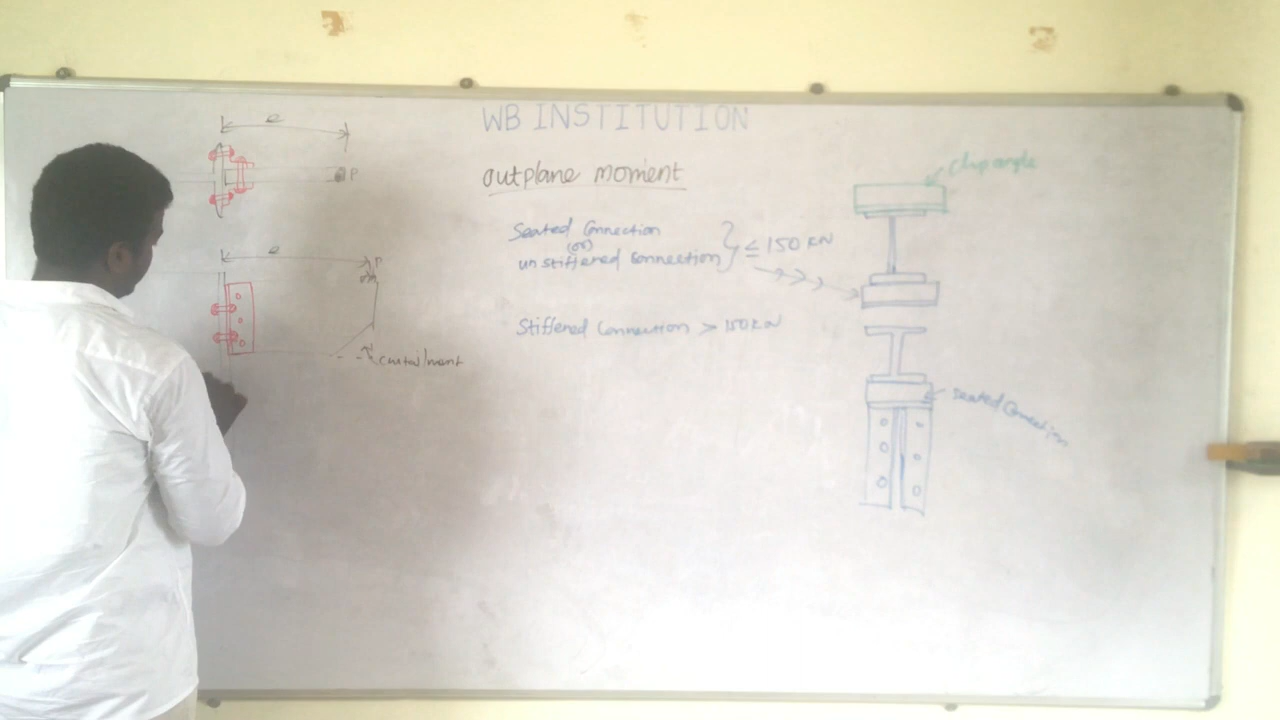 WB INSTITUTION
e
P
outplane moment
Seated Connection
(or)
unstiffened Connection
≤ 150 KN
Stiffened Connection > 150 KN
e
P
clip angle
seated Connection